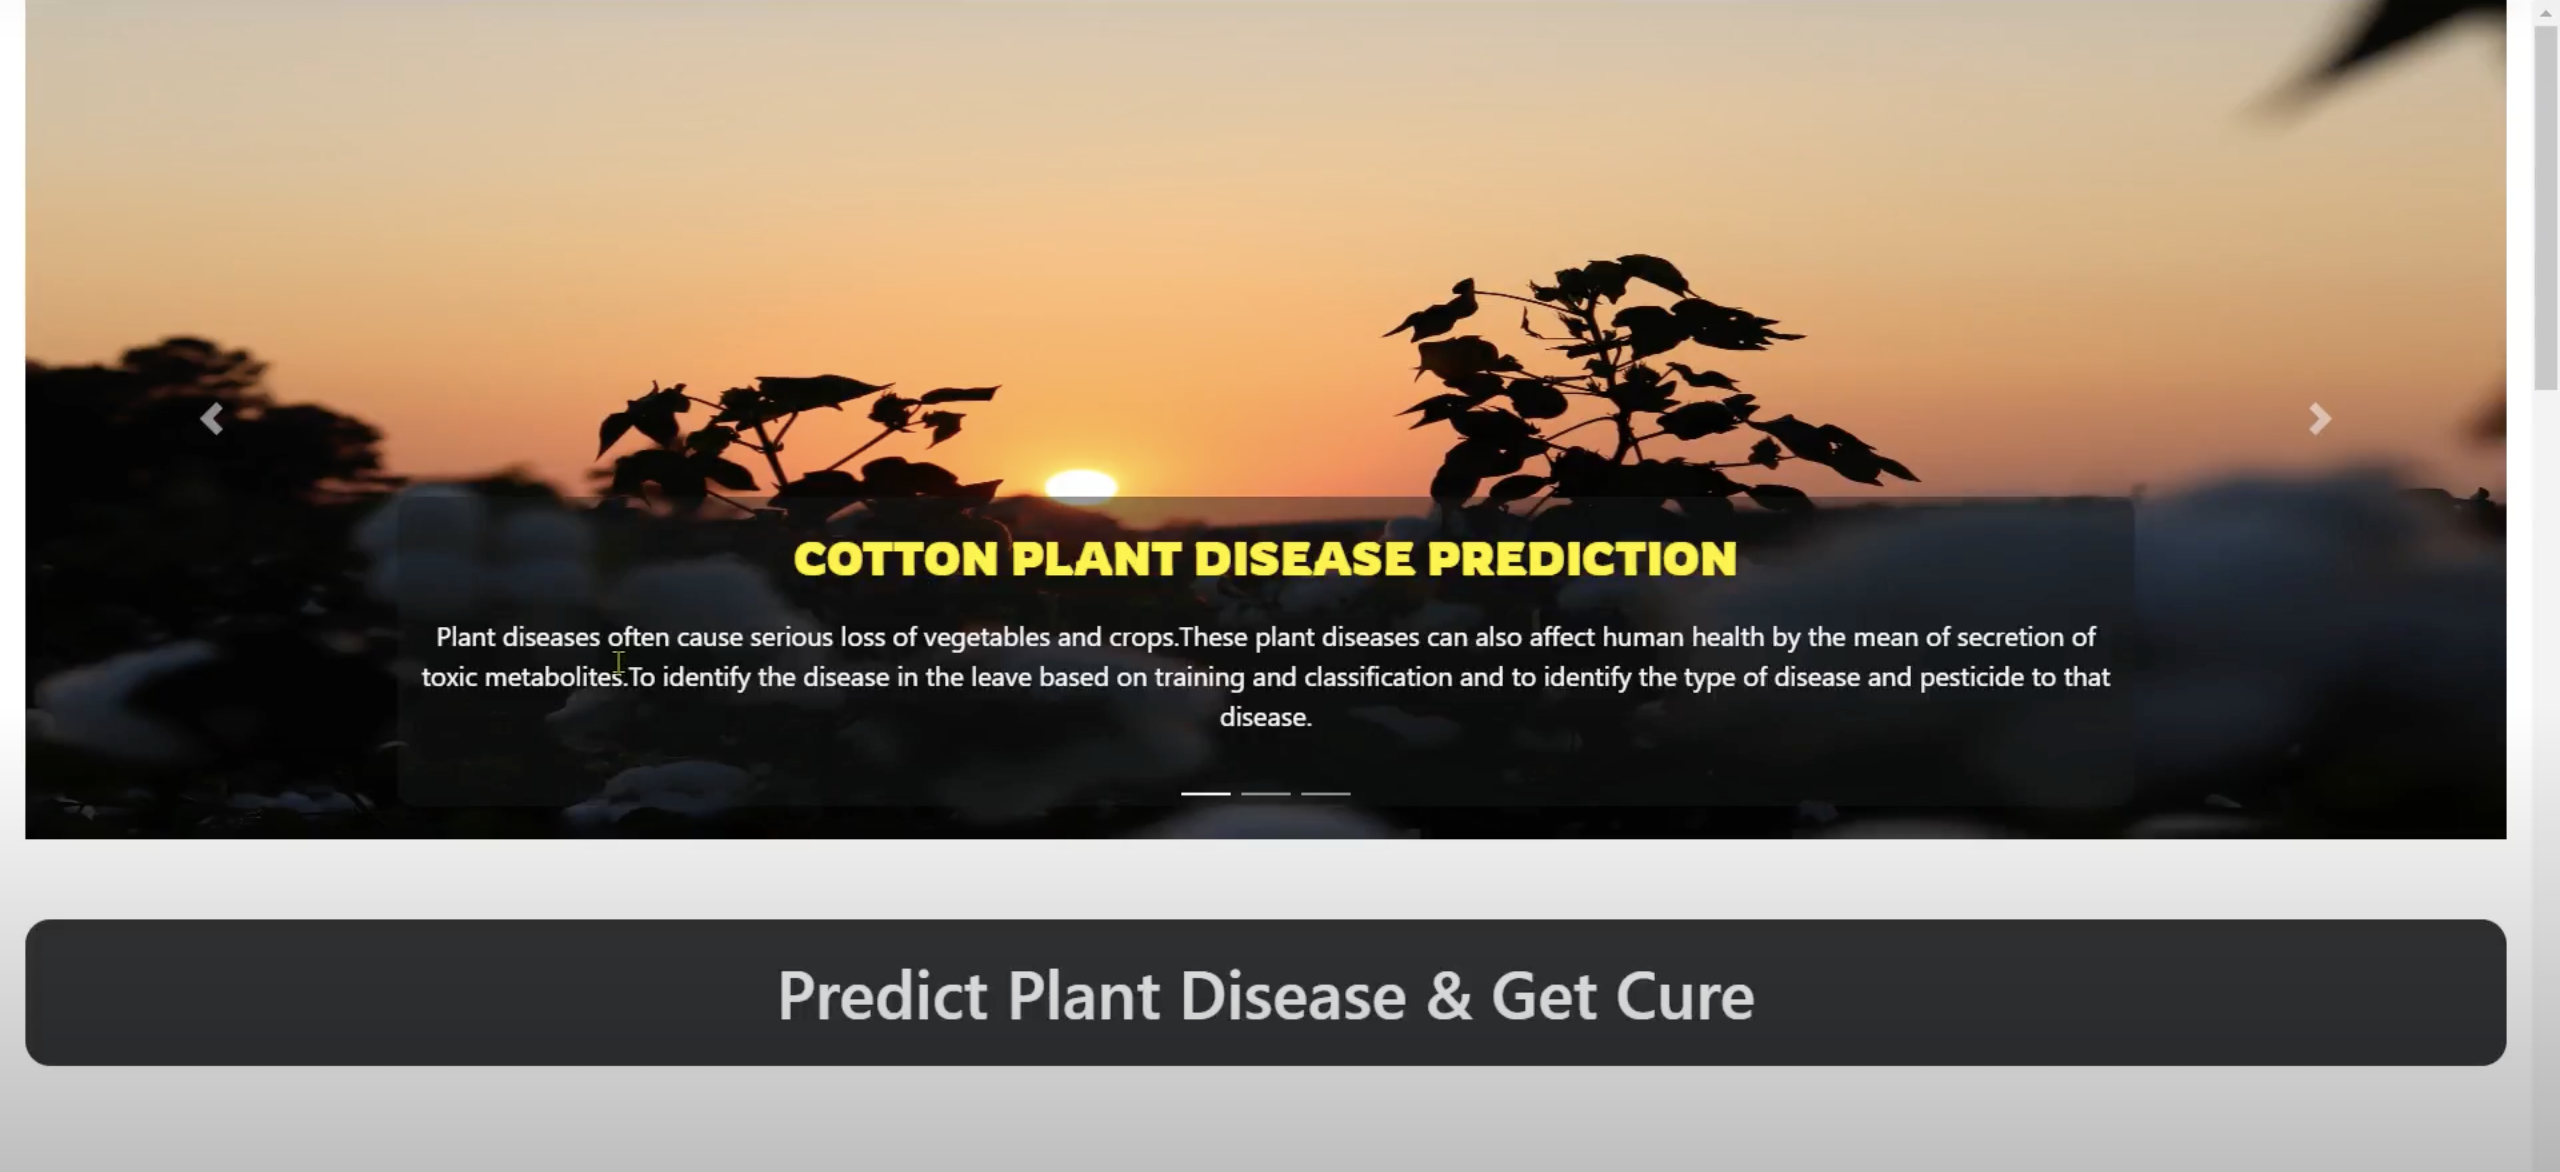 COTTON PLANT DISEASE PREDICTION
Plant diseases often cause serious loss of vegetables and crops.These plant diseases can also affect human health by the mean of secretion of
toxic metabolites.To identify the disease in the leave based on training and classification and to identify the type of disease and pesticide to that
disease.
Predict Plant Disease & Get Cure